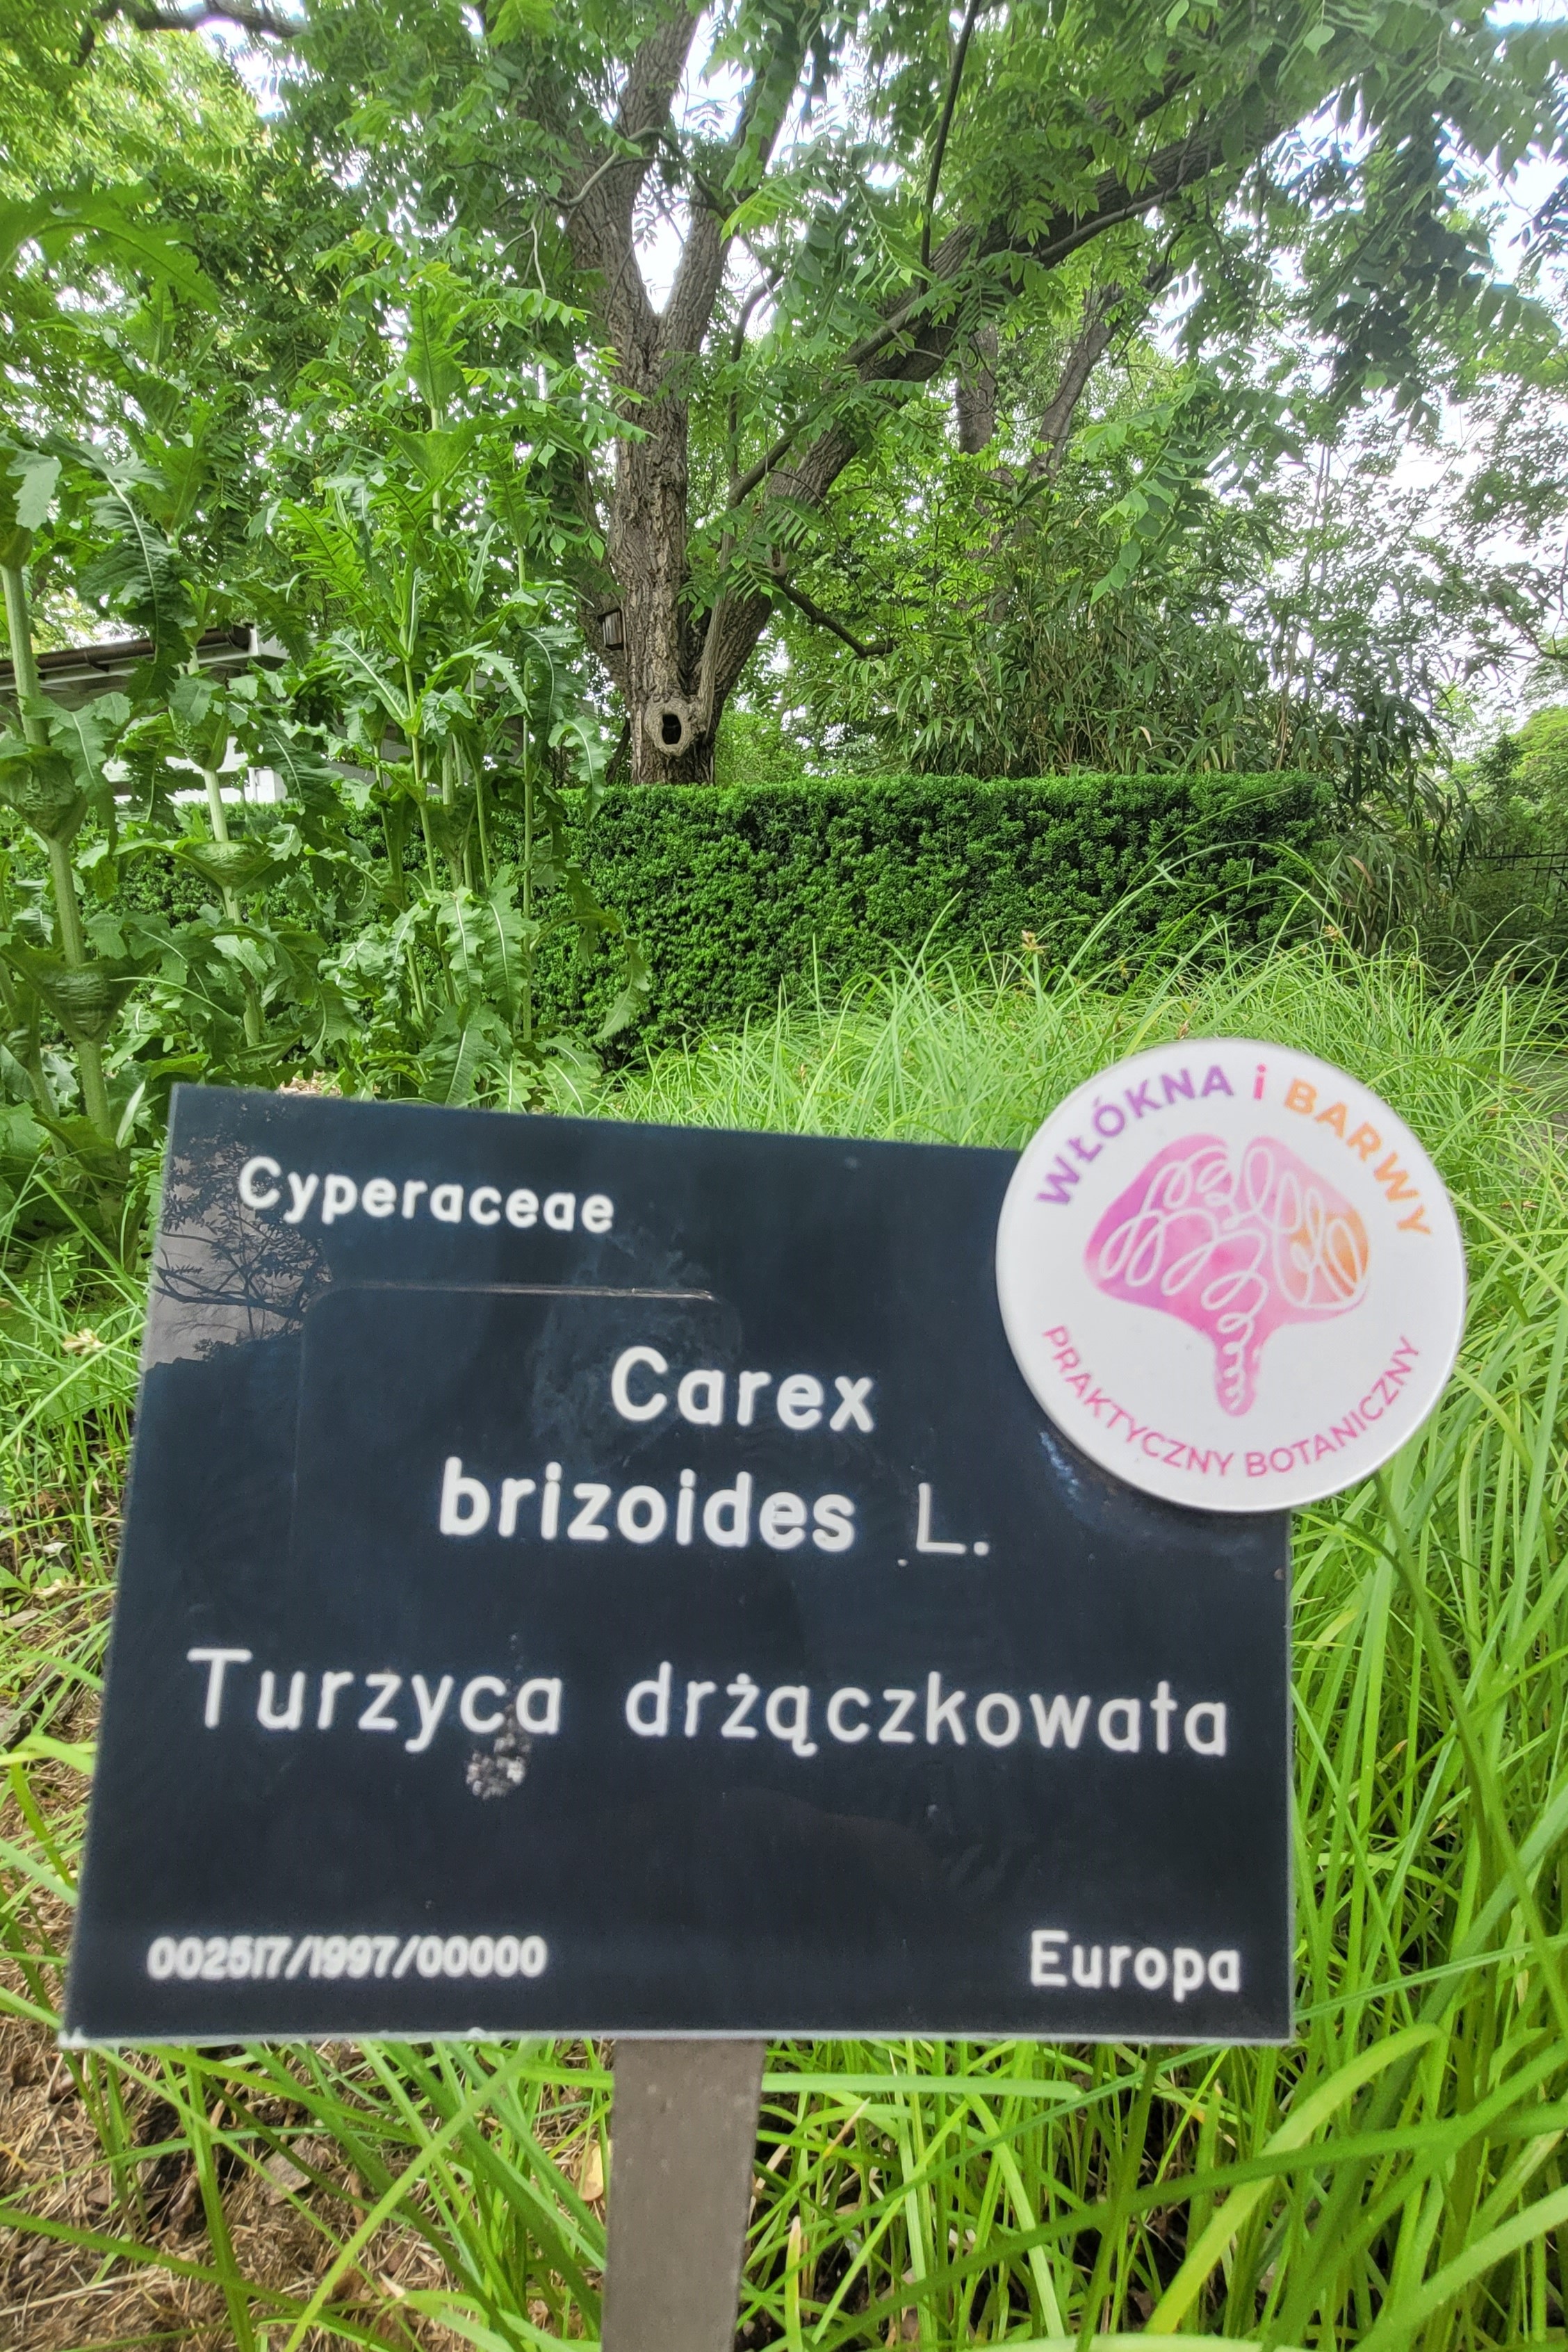 WŁÓKNA i BARWY
PRAKTYCZNY BOTANICZNY
Cyperaceae
Carex
brizoides L.
Turzyca drżączkowata
002517/1997/00000
Europa